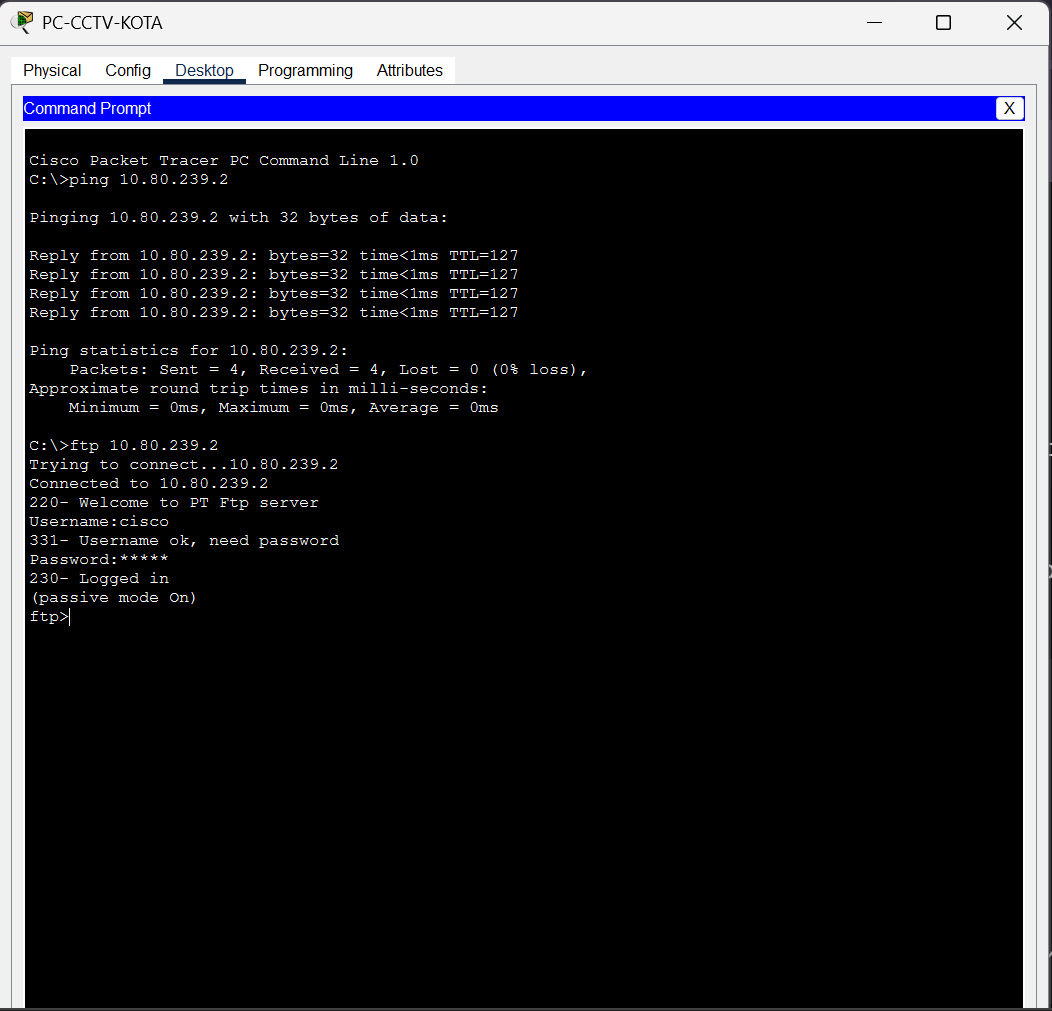 PC-CCTV-KOTA
Physical Config Desktop Programming Attributes
Command Prompt
X
Cisco Packet Tracer PC Command Line 1.0
C:\>ping 10.80.239.2
Pinging 10.80.239.2 with 32 bytes of data:
Reply from 10.80.239.2: bytes=32 time<1ms TTL=127
Reply from 10.80.239.2: bytes=32 time<1ms TTL=127
Reply from 10.80.239.2: bytes=32 time<1ms TTL=127
Reply from 10.80.239.2: bytes=32 time<1ms TTL=127
Ping statistics for 10.80.239.2:
Packets: Sent = 4, Received = 4, Lost = 0 (0% loss),
Approximate round trip times in milli-seconds:
Minimum = 0ms, Maximum = 0ms, Average = 0ms
C:\>ftp 10.80.239.2
Trying to connect...10.80.239.2
Connected to 10.80.239.2
220- Welcome to PT Ftp server
Username:cisco
331- Username ok, need password
Password:*****
230- Logged in
(passive mode On)
ftp>